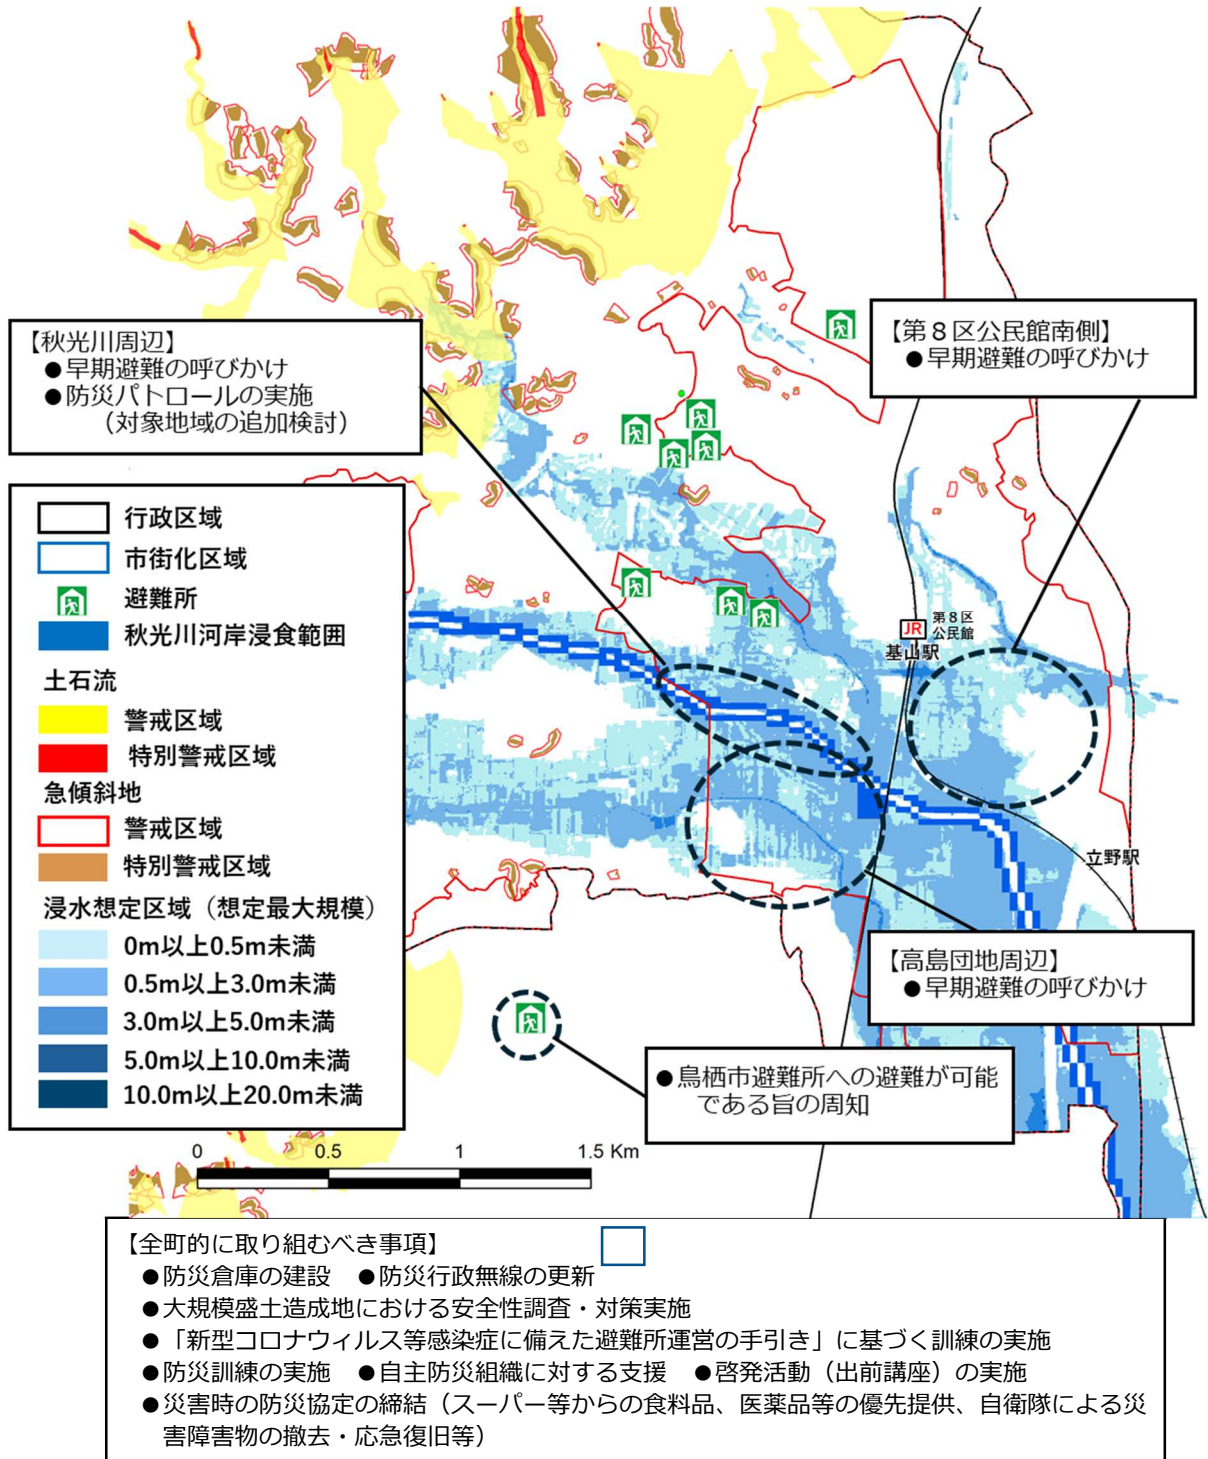 【秋光川周辺】
●早期避難の呼びかけ
●防災パトロールの実施
（対象地域の追加検討）
【第８区公民館南側】
●早期避難の呼びかけ
行政区域
市街化区域
避難所
秋光川河岸浸食範囲
土石流
警戒区域
特別警戒区域
急傾斜地
警戒区域
特別警戒区域
浸水想定区域（想定最大規模）
0m以上0.5m未満
0.5m以上3.0m未満
3.0m以上5.0m未満
5.0m以上10.0m未満
10.0m以上20.0m未満
JR
第８区
公民館
基山駅
立野駅
【高島団地周辺】
●早期避難の呼びかけ
●鳥栖市避難所への避難が可能
である旨の周知
0 0.5 1 1.5 Km
【全町的に取り組むべき事項】
●防災倉庫の建設 ●防災行政無線の更新
●大規模盛土造成地における安全性調査・対策実施
●「新型コロナウィルス等感染症に備えた避難所運営の手引き」に基づく訓練の実施
●防災訓練の実施 ●自主防災組織に対する支援 ●啓発活動（出前講座）の実施
●災害時の防災協定の締結（スーパー等からの食料品、医薬品等の優先提供、自衛隊による災
害障害物の撤去・応急復旧等）